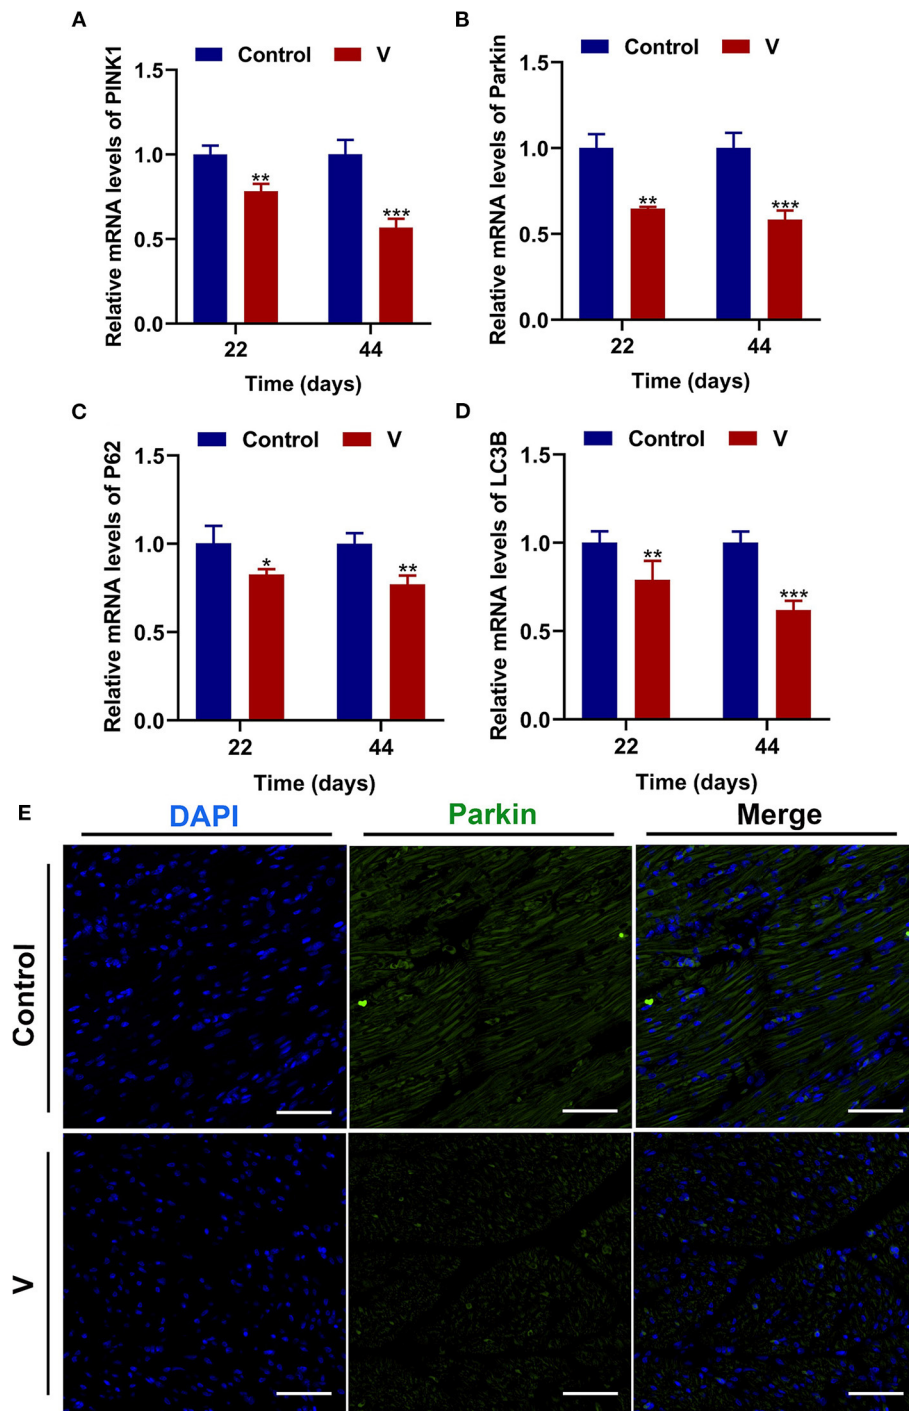 A
Control V
Relative mRNA levels of PINK1
1.5
1.0
0.5
0.0
**
***
22 44
Time (days)
B
Control V
Relative mRNA levels of Parkin
1.5
1.0
0.5
0.0
**
***
22 44
Time (days)
C
Control V
Relative mRNA levels of P62
1.5
1.0
0.5
0.0
*
**
22 44
Time (days)
D
Control V
Relative mRNA levels of LC3B
1.5
1.0
0.5
0.0
**
***
22 44
Time (days)
E
DAPI Parkin Merge
Control
V